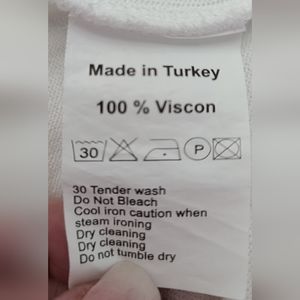 Made in Turkey
100 % Viscon
30 P
30 Tender wash
Do Not Bleach
Cool iron caution when
steam ironing
Dry cleaning
Dry cleaning
Do not tumble dry